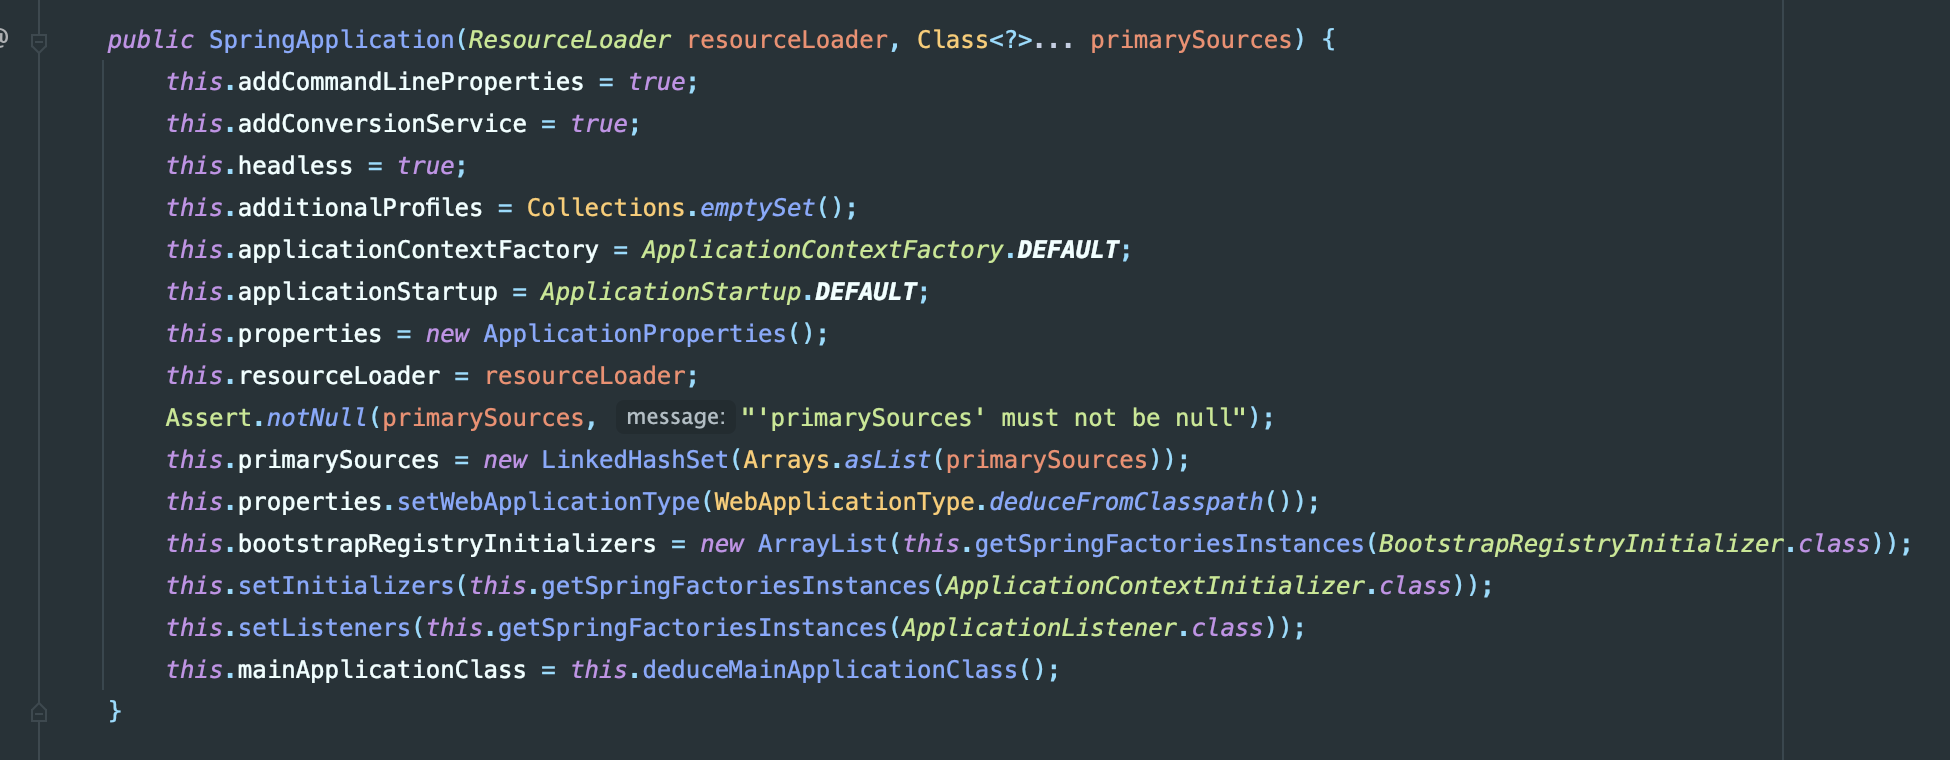 @
public SpringApplication(ResourceLoader resourceLoader, Class<?>... primarySources) {
this.addCommandLineProperties = true;
this.addConversionService = true;
this.headless = true;
this.additionalProfiles = Collections.emptySet();
this.applicationContextFactory = ApplicationContextFactory.DEFAULT;
this.applicationStartup = ApplicationStartup.DEFAULT;
this.properties = new ApplicationProperties();
this.resourceLoader = resourceLoader;
Assert.notNull(primarySources, message: "'primarySources' must not be null");
this.primarySources = new LinkedHashSet(Arrays.asList(primarySources));
this.properties.setWebApplicationType(WebApplicationType.deduceFromClasspath());
this.bootstrapRegistryInitializers = new ArrayList(this.getSpringFactoriesInstances(BootstrapRegistryInitializer.class));
this.setInitializers(this.getSpringFactoriesInstances(ApplicationContextInitializer.class));
this.setListeners(this.getSpringFactoriesInstances(ApplicationListener.class));
this.mainApplicationClass = this.deduceMainApplicationClass();
}